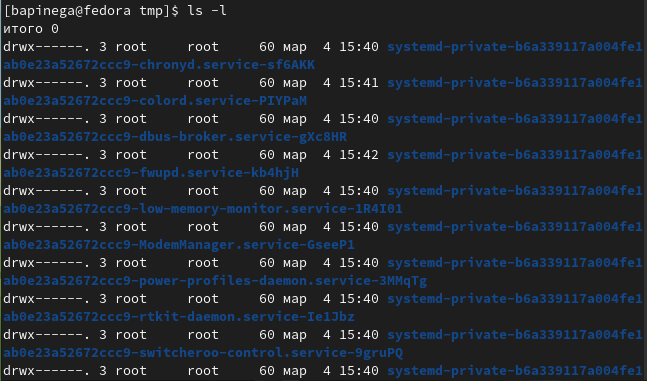 [bapinega@fedora tmp]$ ls -l
итого 0
drwx------. 3 root    root    60 мар  4 15:40 systemd-private-b6a339117a004fe1
ab0e23a52672ccc9-chronyd.service-sf6AKK
drwx------. 3 root    root    60 мар  4 15:41 systemd-private-b6a339117a004fe1
ab0e23a52672ccc9-colord.service-PIYPaM
drwx------. 3 root    root    60 мар  4 15:40 systemd-private-b6a339117a004fe1
ab0e23a52672ccc9-dbus-broker.service-gXc8HR
drwx------. 3 root    root    60 мар  4 15:42 systemd-private-b6a339117a004fe1
ab0e23a52672ccc9-fwupd.service-kb4hjH
drwx------. 3 root    root    60 мар  4 15:40 systemd-private-b6a339117a004fe1
ab0e23a52672ccc9-low-memory-monitor.service-1R4I01
drwx------. 3 root    root    60 мар  4 15:40 systemd-private-b6a339117a004fe1
ab0e23a52672ccc9-ModemManager.service-GseeP1
drwx------. 3 root    root    60 мар  4 15:40 systemd-private-b6a339117a004fe1
ab0e23a52672ccc9-power-profiles-daemon.service-3MMqTg
drwx------. 3 root    root    60 мар  4 15:40 systemd-private-b6a339117a004fe1
ab0e23a52672ccc9-rtkit-daemon.service-Ie1Jbz
drwx------. 3 root    root    60 мар  4 15:40 systemd-private-b6a339117a004fe1
ab0e23a52672ccc9-switcheroo-control.service-9gruPQ
drwx------. 3 root    root    60 мар  4 15:40 systemd-private-b6a339117a004fe1